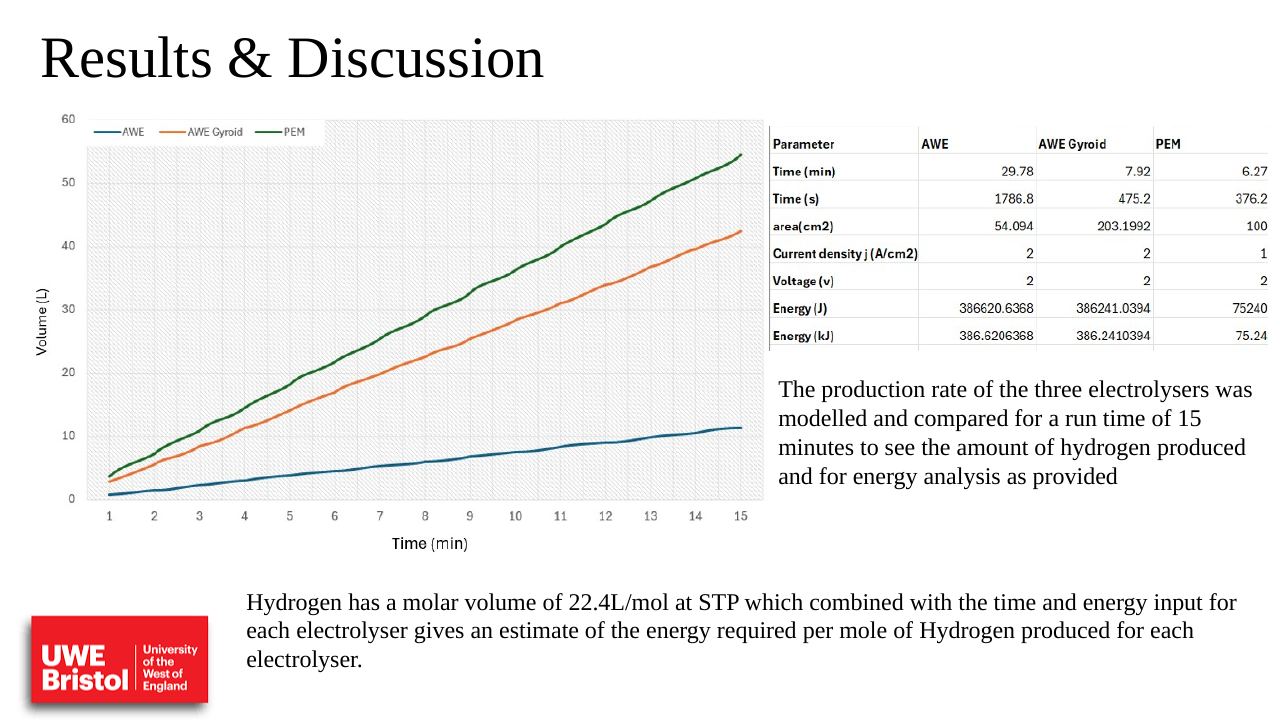 Results & Discussion
AWE AWE Gyroid PEM
60
50
40
30
20
10
0
Volume (L)
1 2 3 4 5 6 7 8 9 10 11 12 13 14 15
Time (min)
Parameter AWE AWE Gyroid PEM
Time (min) 29.78 7.92 6.27
Time (s) 1786.8 475.2 376.2
area(cm2) 54.094 203.1992 100
Current density j (A/cm2) 2 2 1
Voltage (v) 2 2 2
Energy (J) 386620.6368 386241.0394 75240
Energy (kJ) 386.6206368 386.2410394 75.24
The production rate of the three electrolysers was
modelled and compared for a run time of 15
minutes to see the amount of hydrogen produced
and for energy analysis as provided
Hydrogen has a molar volume of 22.4L/mol at STP which combined with the time and energy input for
each electrolyser gives an estimate of the energy required per mole of Hydrogen produced for each
electrolyser.
UWE
Bristol
University
of the
West of
England